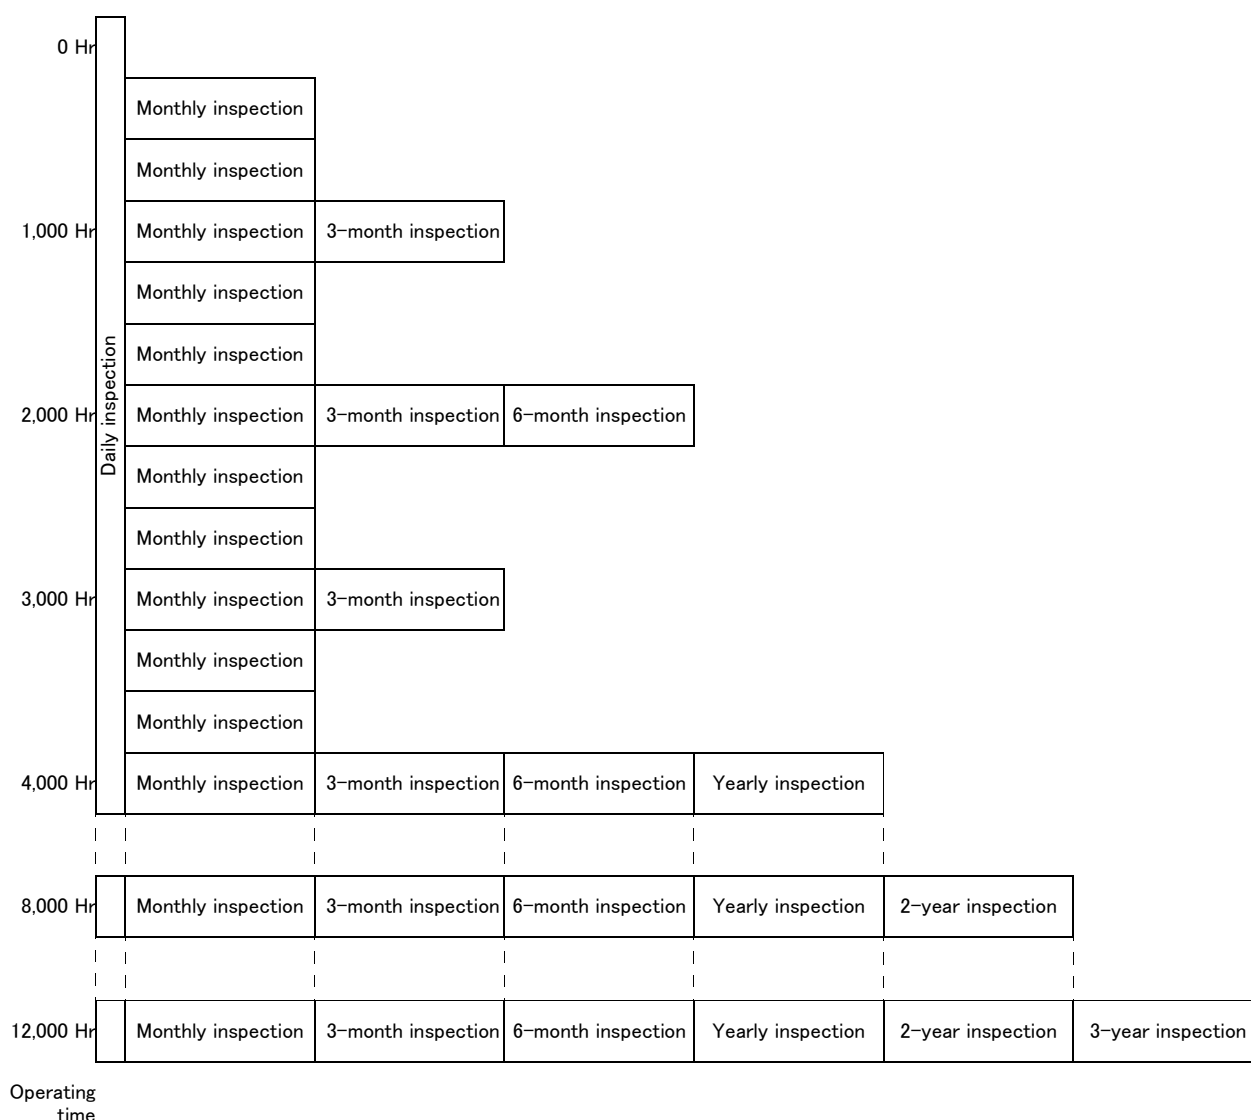 0 Hr
Monthly inspection
Monthly inspection
1,000 Hr Monthly inspection 3-month inspection
Monthly inspection
Monthly inspection
Daily inspection
2,000 Hr Monthly inspection 3-month inspection 6-month inspection
Monthly inspection
Monthly inspection
3,000 Hr Monthly inspection 3-month inspection
Monthly inspection
Monthly inspection
4,000 Hr Monthly inspection 3-month inspection 6-month inspection Yearly inspection
8,000 Hr Monthly inspection 3-month inspection 6-month inspection Yearly inspection 2-year inspection
12,000 Hr Monthly inspection 3-month inspection 6-month inspection Yearly inspection 2-year inspection 3-year inspection
Operating
time